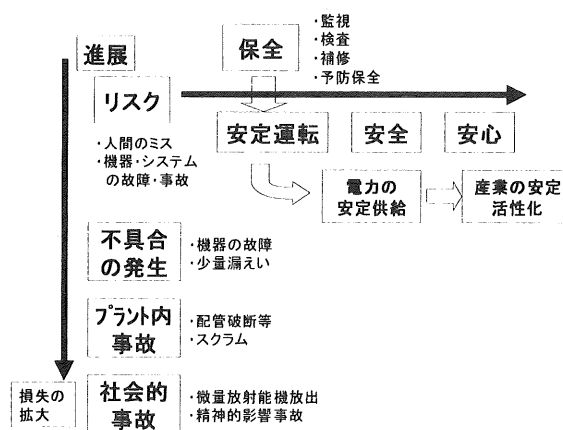 ・監視
・検査
・補修
・予防保全
保全
進展
リスク
・人間のミス
・機器・システム
の故障・事故
安定運転
安全
安心
電力の
安定供給
産業の安定
活性化
不具合
の発生
・機器の故障
・少量漏えい
プラント内
事故
・配管破断等
・スクラム
損失の
拡大
社会的
事故
・微量放射能機放出
・精神的影響事故